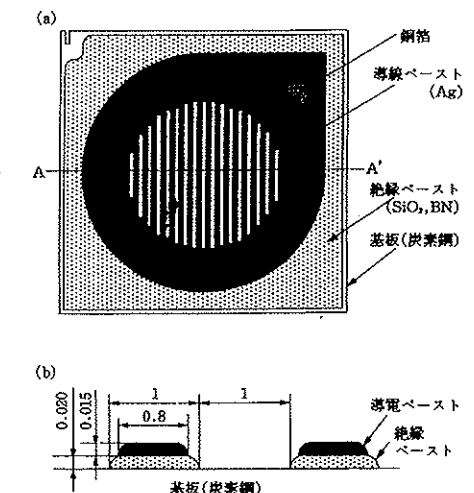 (a)
銅箔
導線ペースト
(Ag)
A
A'
絶縁ペースト
(SiO₂,BN)
基板(炭素鋼)
(b)
1
1
0.8
0.020
0.015
導電ペースト
絶縁
ペースト
基板(炭素鋼)